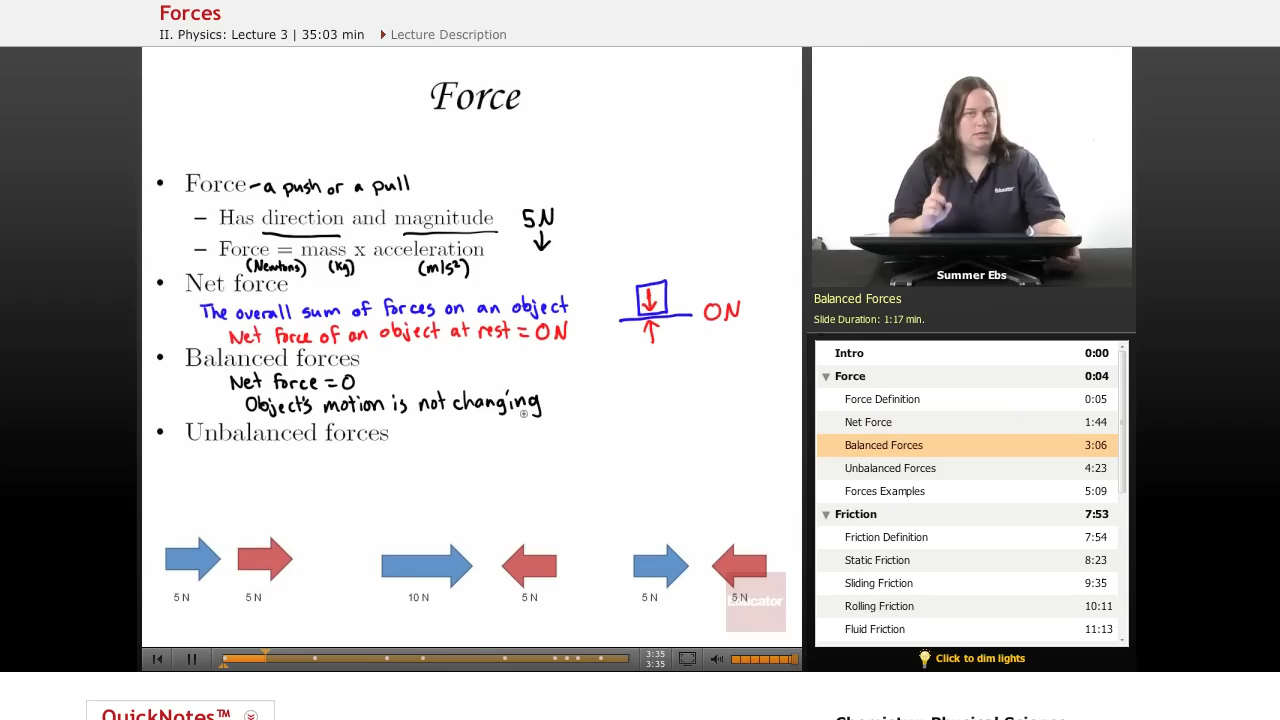 Forces
II. Physics: Lecture 3 | 35:03 min
Lecture Description
Force
• Force - a push or a pull
– Has direction and magnitude 5N
– Force = mass x acceleration
(Newtons) (kg) (m/s²)
• Net force
The overall sum of forces on an object
Net force of an object at rest = 0N
0N
• Balanced forces
Net force = 0
Object's motion is not changing
• Unbalanced forces
5 N 5 N 10 N 5 N 5 N 5 N
Educator
Educator
Summer Ebs
Balanced Forces
Slide Duration: 1:17 min.
Intro 0:00
Force 0:04
Force Definition 0:05
Net Force 1:44
Balanced Forces 3:06
Unbalanced Forces 4:23
Forces Examples 5:09
Friction 7:53
Friction Definition 7:54
Static Friction 8:23
Sliding Friction 9:35
Rolling Friction 10:11
Fluid Friction 11:13
3:35
3:35
Click to dim lights
QuickNotes™
Chemistry: Physical Science